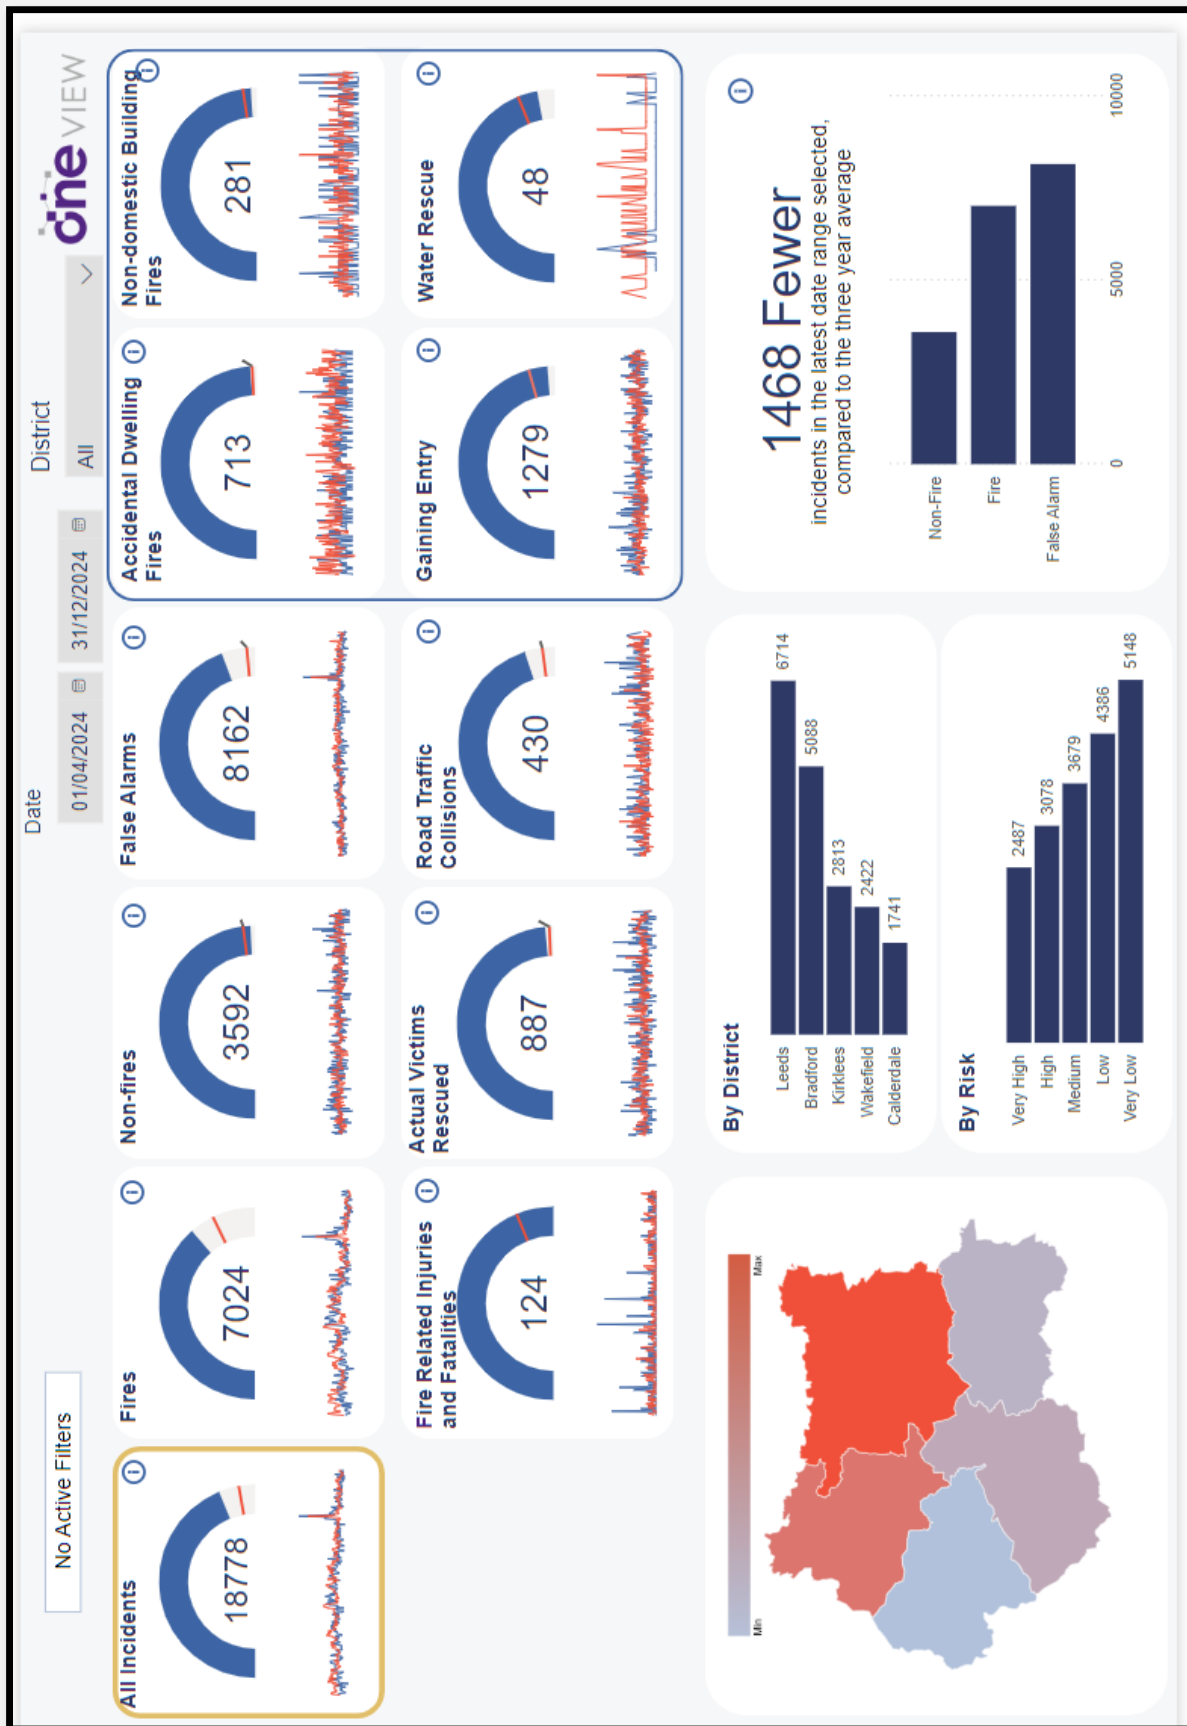 No Active Filters
Date
01/04/2024
31/12/2024
District
All
one VIEW
All Incidents
18778
Fires
7024
Non-fires
3592
False Alarms
8162
Accidental Dwelling
Fires
713
Non-domestic Building
Fires
281
Fire Related Injuries
and Fatalities
124
Actual Victims
Rescued
887
Road Traffic
Collisions
430
Gaining Entry
1279
Water Rescue
48
Min
Max
By District
Leeds
6714
Bradford
5088
Kirklees
2813
Wakefield
2422
Calderdale
1741
By Risk
Very High
2487
High
3078
Medium
3679
Low
4386
Very Low
5148
1468 Fewer
incidents in the latest date range selected,
compared to the three year average
Non-Fire
Fire
False Alarm
0
5000
10000